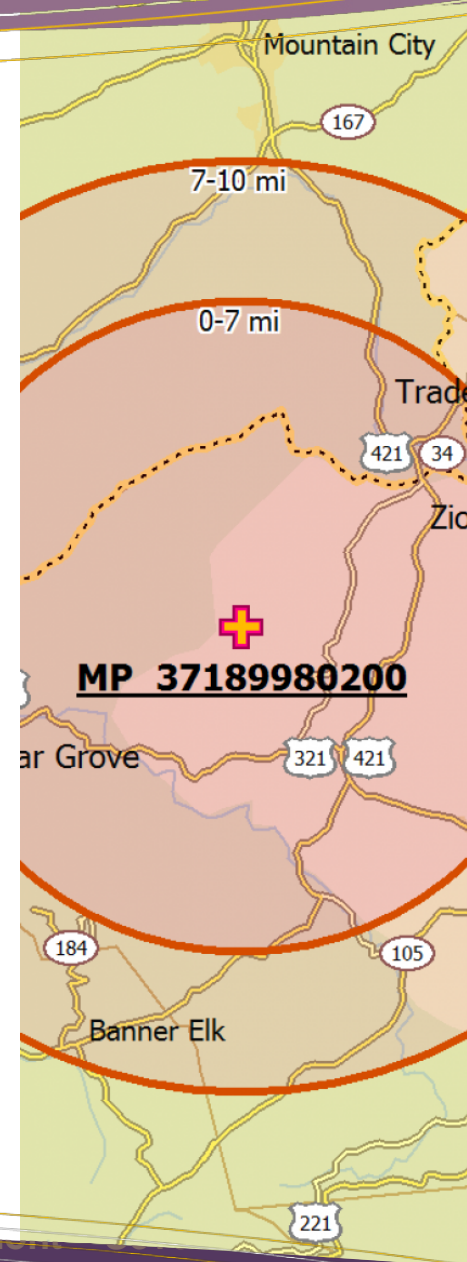 Mountain City
167
7-10 mi
0-7 mi
Trade
421
34
Zio
MP 37189980200
ar Grove
321
421
184
105
Banner Elk
221